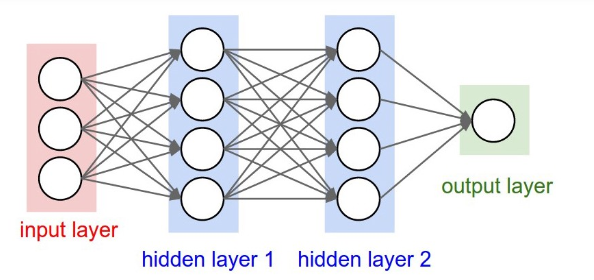 input layer
hidden layer 1
hidden layer 2
output layer